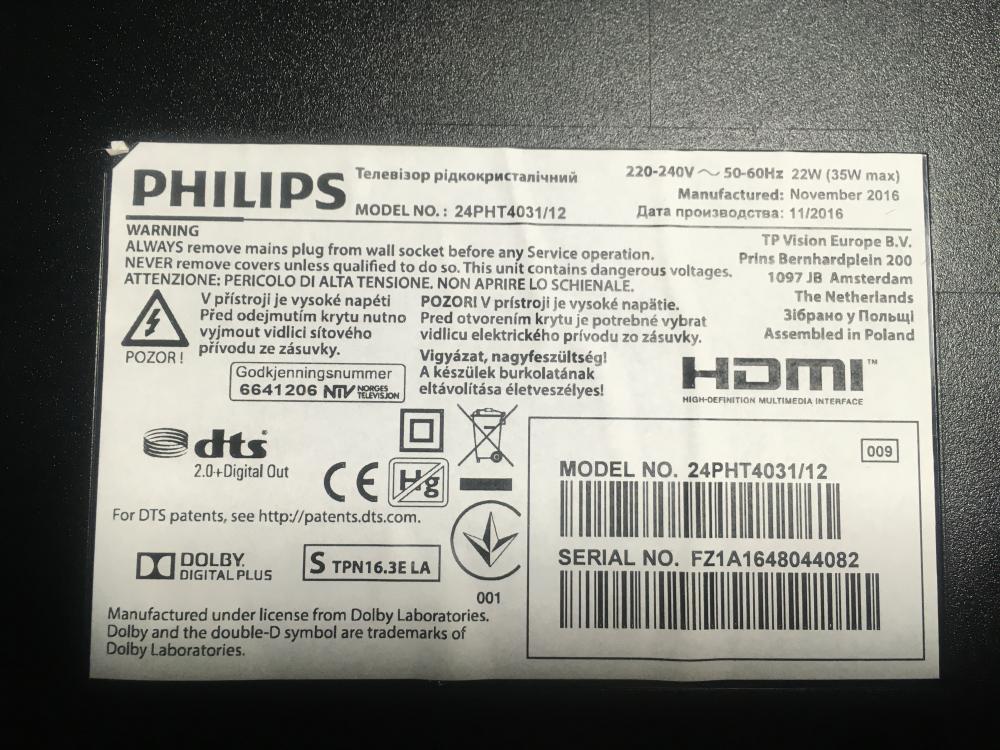 PHILIPS
Телевізор рідкокристалічний
MODEL NO. : 24PHT4031/12
220-240V ~ 50-60Hz 22W (35W max)
Manufactured: November 2016
Дата производства: 11/2016
WARNING
ALWAYS remove mains plug from wall socket before any Service operation.
NEVER remove covers unless qualified to do so. This unit contains dangerous voltages.
ATTENZIONE: PERICOLO DI ALTA TENSIONE. NON APRIRE LO SCHIENALE.
TP Vision Europe B.V.
Prins Bernhardplein 200
1097 JB Amsterdam
The Netherlands
Зібрано у Польщі
Assembled in Poland
POZOR !
V přístroji je vysoké napětí
Před odejmutím krytu nutno
vyjmout vidlici síťového
přívodu ze zásuvky.
POZOR! V prístroji je vysoké napätie.
Pred otvorením krytu je potrebné vybrat
vidlicu elektrického prívodu zo zásuvky.
Vigyázat, nagyfeszültség!
A készülek burkolatának
eltávolítása életveszélyes!
Godkjenningsnummer
6641206 NTV NORGES
TELEVISJON
HDMI™
HIGH-DEFINITION MULTIMEDIA INTERFACE
dts®
2.0+Digital Out
CE
Hg
For DTS patents, see http://patents.dts.com.
DOLBY.
DIGITAL PLUS
S TPN16.3E LA
001
Manufactured under license from Dolby Laboratories.
Dolby and the double-D symbol are trademarks of
Dolby Laboratories.
009
MODEL NO. 24PHT4031/12
SERIAL NO. FZ1A1648044082